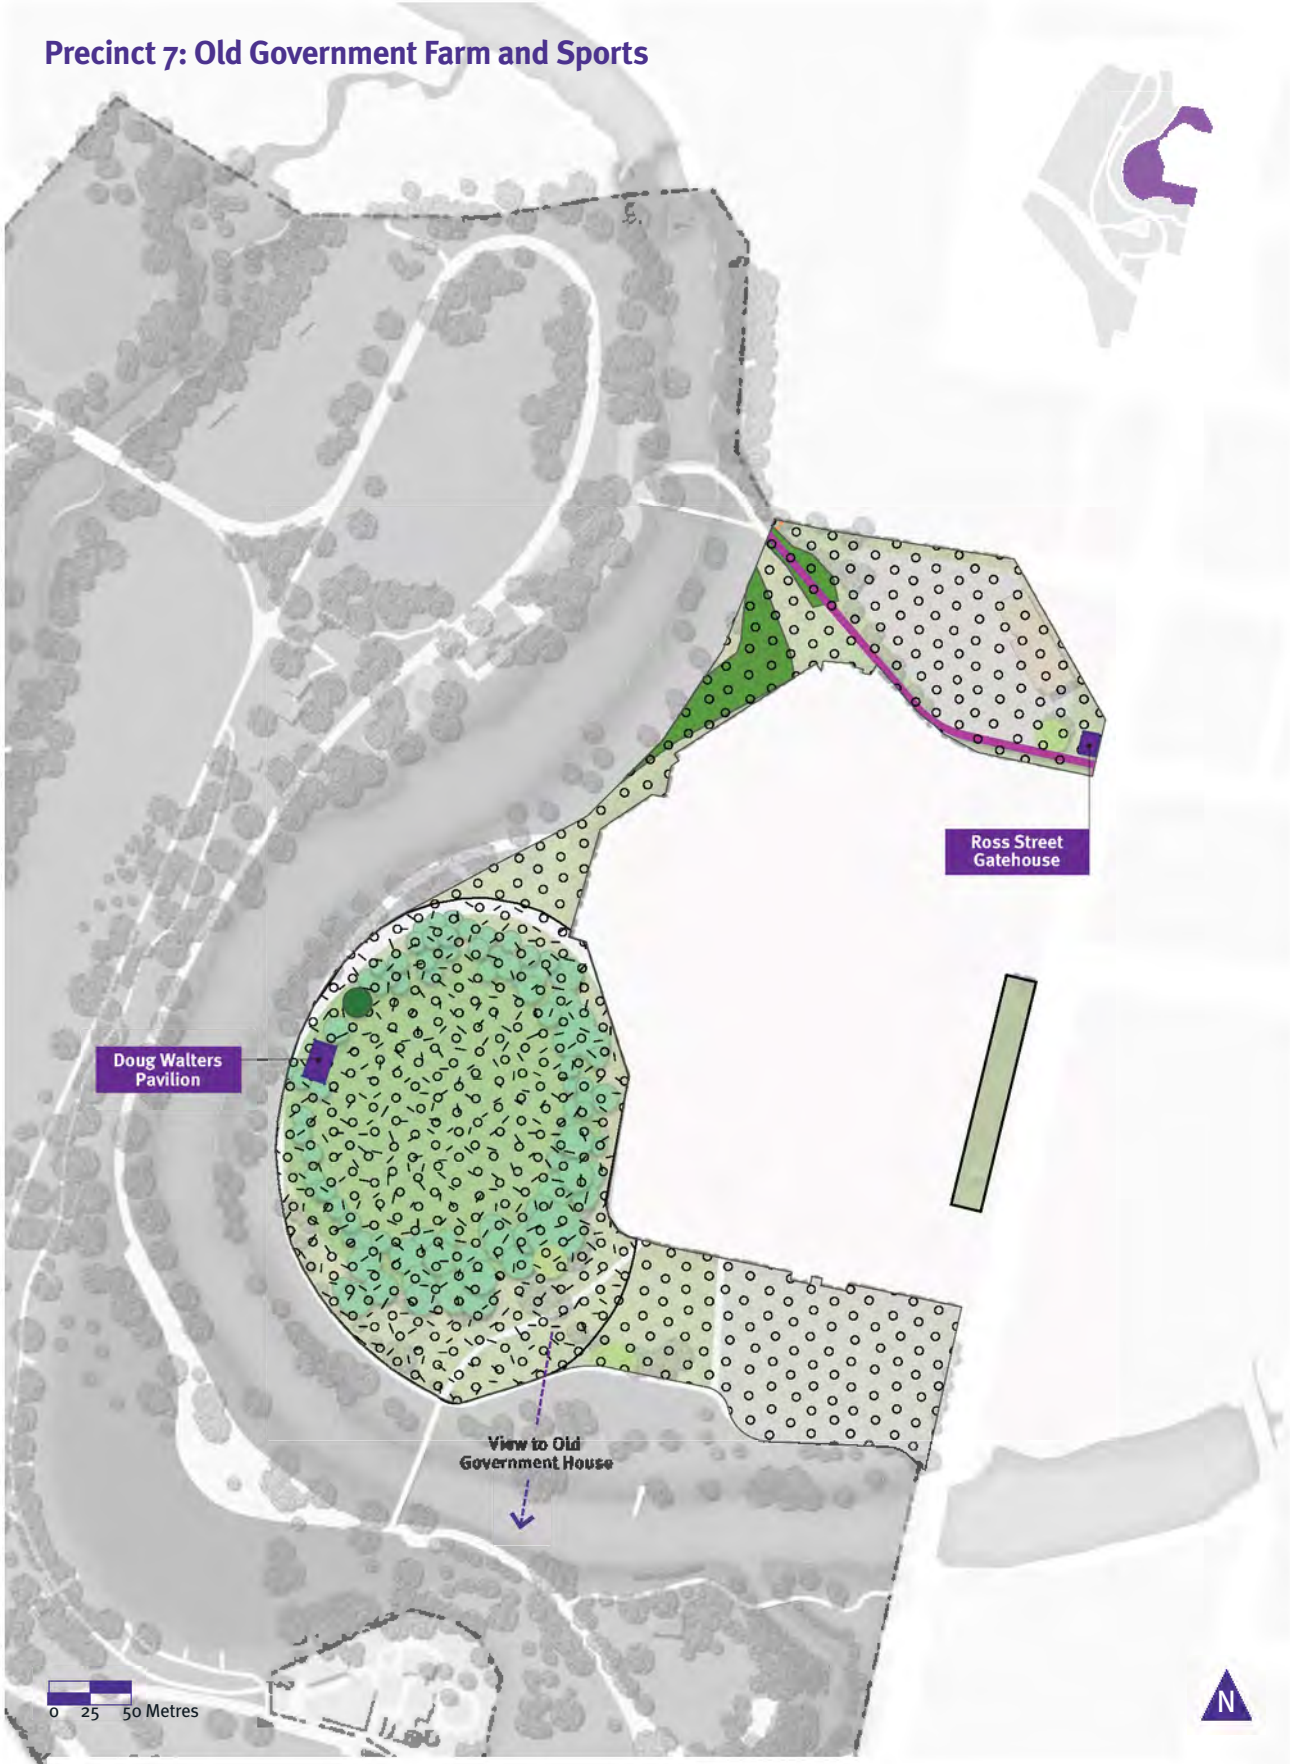 Precinct 7: Old Government Farm and Sports
Ross Street
Gatehouse
Doug Walters
Pavilion
View to Old
Government House
0 25 50 Metres
N